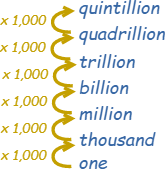 quintillion
x 1,000
quadrillion
x 1,000
trillion
x 1,000
billion
x 1,000
million
x 1,000
thousand
x 1,000
one